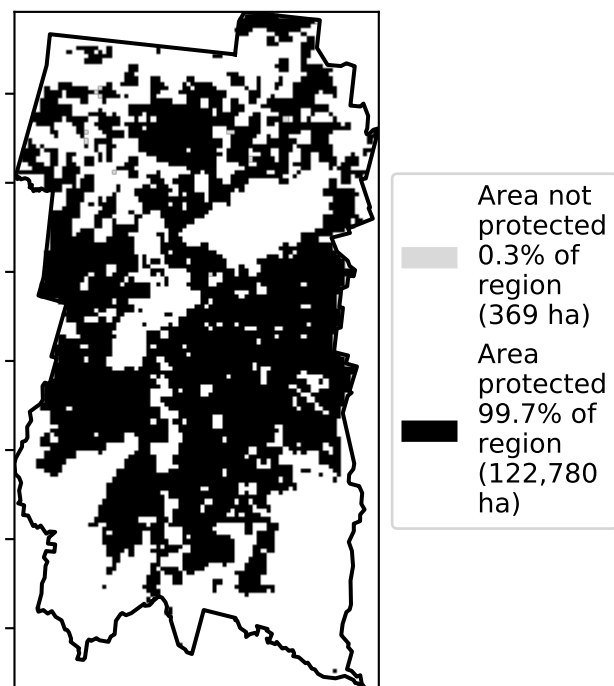 Area not
protected
0.3% of
region
(369 ha)
Area
protected
99.7% of
region
(122,780
ha)